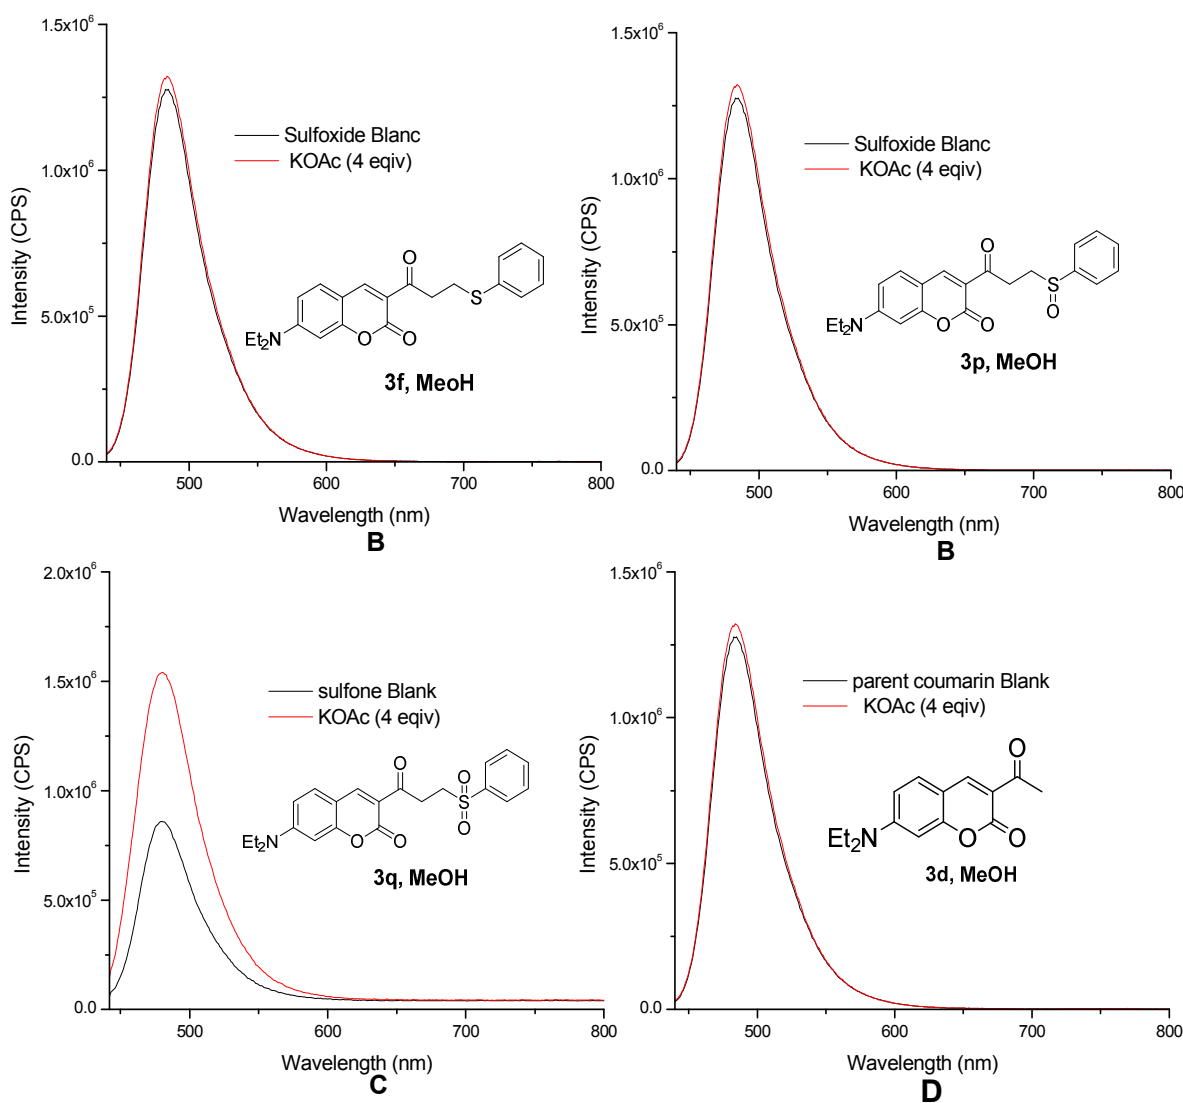 1.5x10⁶
1.0x10⁶
5.0x10⁵
0.0
Intensity (CPS)
Sulfoxide Blanc
KOAc (4 eqiv)
O
S
Et₂N
O
O
3f, MeoH
500
600
700
800
Wavelength (nm)
B
1.5x10⁶
1.0x10⁶
5.0x10⁵
0.0
Intensity (CPS)
Sulfoxide Blanc
KOAc (4 eqiv)
O
S
O
Et₂N
O
O
3p, MeOH
500
600
700
800
Wavelength (nm)
B
2.0x10⁶
1.5x10⁶
1.0x10⁶
5.0x10⁵
0.0
Intensity (CPS)
sulfone Blank
KOAc (4 equiv)
O
O
S
O
Et₂N
O
O
3q, MeOH
500
600
700
800
Wavelength (nm)
C
1.5x10⁶
1.0x10⁶
5.0x10⁵
0.0
Intensity (CPS)
parent coumarin Blank
KOAc (4 equiv)
O
Et₂N
O
O
3d, MeOH
500
600
700
800
Wavelength (nm)
D